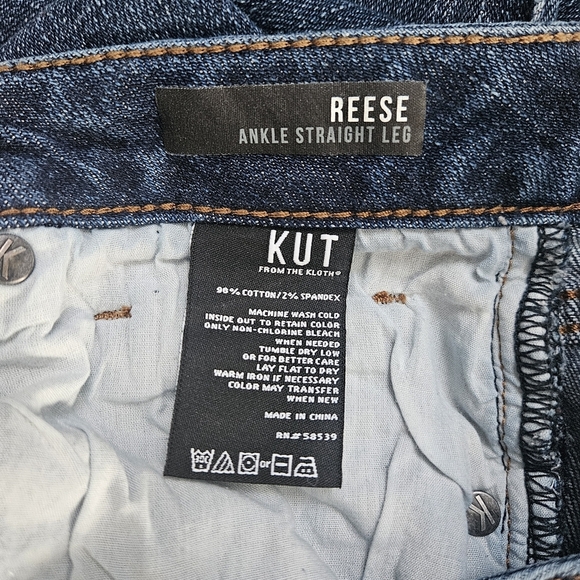 REESE
ANKLE STRAIGHT LEG
KUT
FROM THE KLOTH®
98% COTTON/2% SPANDEX
MACHINE WASH COLD
INSIDE OUT TO RETAIN COLOR
ONLY NON-CHLORINE BLEACH
WHEN NEEDED
TUMBLE DRY LOW
OR FOR BETTER CARE
LAY FLAT TO DRY
WARM IRON IF NECESSARY
COLOR MAY TRANSFER
WHEN NEW
MADE IN CHINA
RN# 58539
30C or
K
K